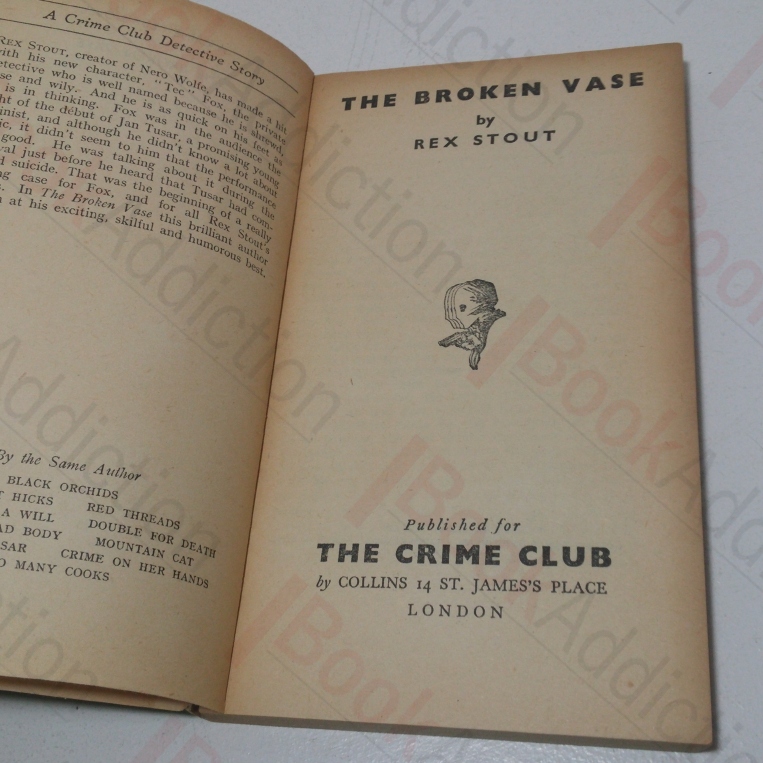 A Crime Club Detective Story
REX STOUT, creator of Nero Wolfe, has made a hit
with his new character, "Tec" Fox, the private
detective who is well named because he is shrewd,
se and wily. And he is as quick on his feet as
is in thinking. Fox was in the audience the
ht of the début of Jan Tusar, a promising young
inist, and although he didn't know a lot about
ic, it didn't seem to him that the performance
good. He was talking about it during the
val just before he heard that Tusar had com-
d suicide. That was the beginning of a really
ng case for Fox, and for all Rex Stout's
s. In The Broken Vase this brilliant author
at his exciting, skilful and humorous best.
By the Same Author
BLACK ORCHIDS
T HICKS RED THREADS
A WILL DOUBLE FOR DEATH
AD BODY MOUNTAIN CAT
SAR CRIME ON HER HANDS
O MANY COOKS
THE BROKEN VASE
by
REX STOUT
Published for
THE CRIME CLUB
by COLLINS 14 ST. JAMES'S PLACE
LONDON
BookAddiction